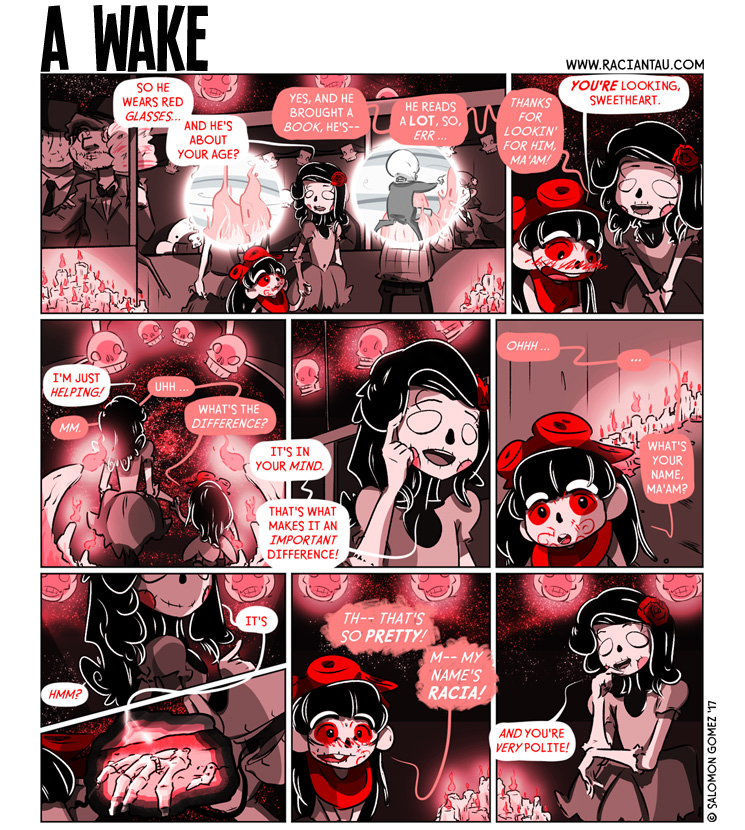 A WAKE
WWW.RACIANTAU.COM
SO HE
WEARS RED
GLASSES...
AND HE'S
ABOUT
YOUR AGE?
YES, AND HE
BROUGHT A
BOOK, HE'S--
HE READS
A LOT, SO,
ERR ...
THANKS
FOR
LOOKIN'
FOR HIM,
MA'AM!
YOU'RE LOOKING,
SWEETHEART.
I'M JUST
HELPING!
UHH ...
MM.
WHAT'S THE
DIFFERENCE?
IT'S IN
YOUR MIND.
THAT'S WHAT
MAKES IT AN
IMPORTANT
DIFFERENCE!
OHHH ...
...
WHAT'S
YOUR
NAME,
MA'AM?
IT'S
HMM?
TH-- THAT'S
SO PRETTY!
M-- MY
NAME'S
RACIA!
AND YOU'RE
VERY POLITE!
© SALOMON GOMEZ '17